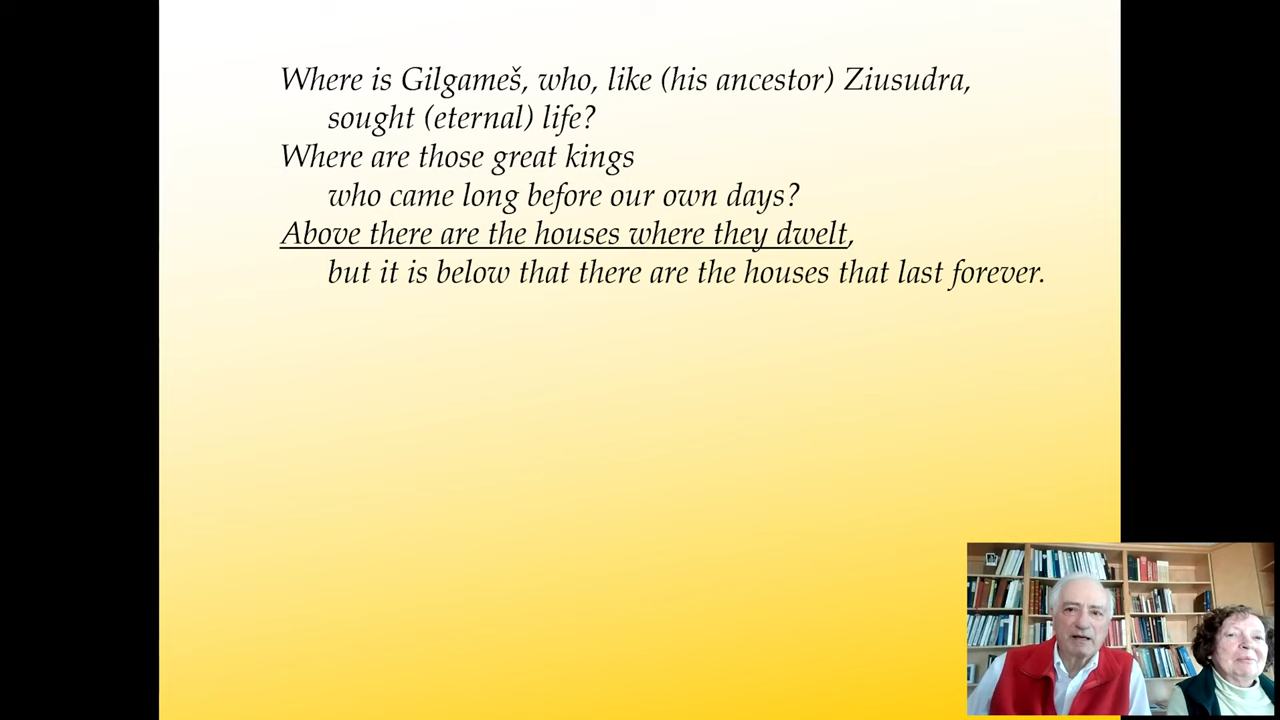 Where is Gilgameš, who, like (his ancestor) Ziusudra,
sought (eternal) life?
Where are those great kings
who came long before our own days?
Above there are the houses where they dwelt,
but it is below that there are the houses that last forever.